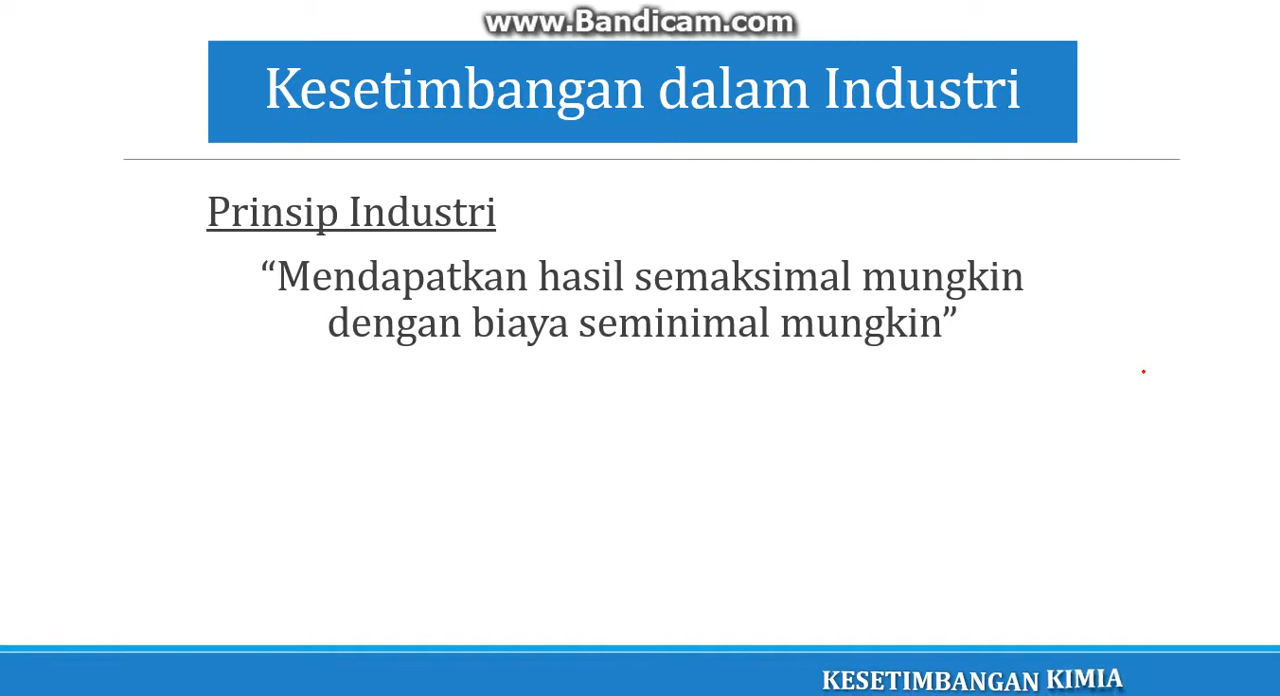 www.Bandicam.com
Kesetimbangan dalam Industri
Prinsip Industri
“Mendapatkan hasil semaksimal mungkin
dengan biaya seminimal mungkin”
KESETIMBANGAN KIMIA